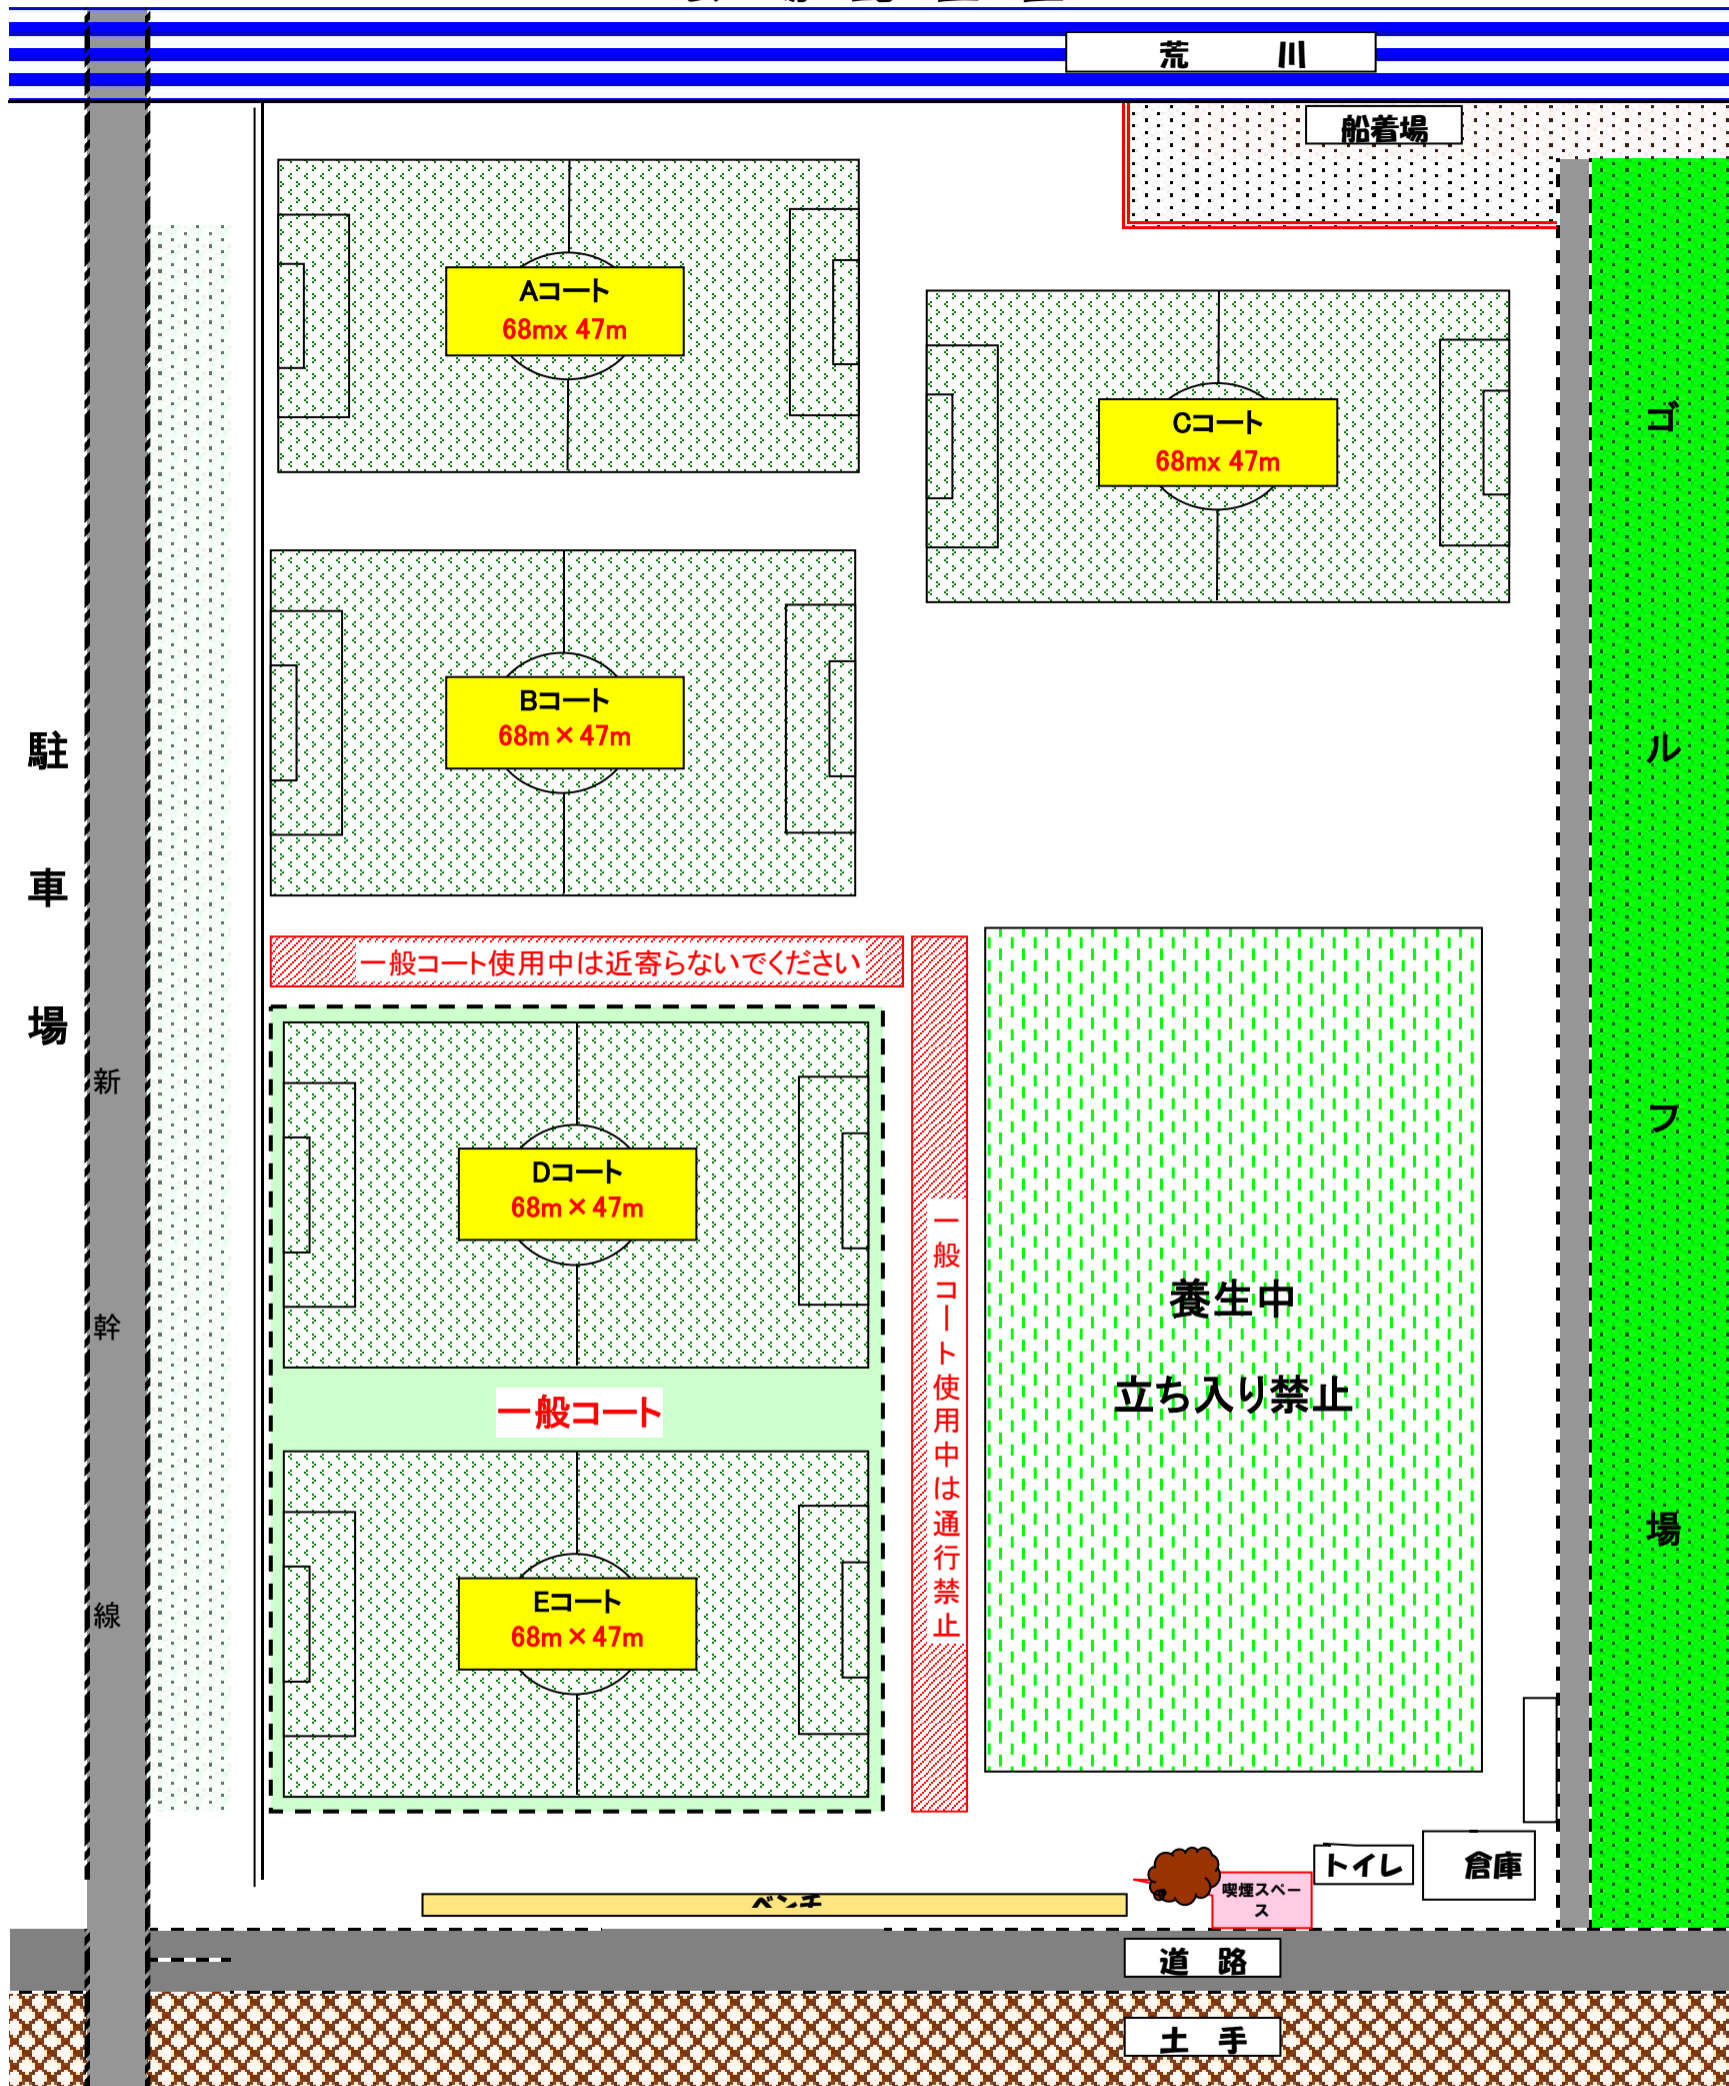 荒　川
船着場
Aコート
68mx 47m
Cコート
68mx 47m
Bコート
68m×47m
駐車場
ゴルフ場
一般コート使用中は近寄らないでください
Dコート
68m×47m
新幹線
一般コート使用中は通行禁止
養生中
立ち入り禁止
一般コート
Eコート
68m×47m
トイレ
倉庫
喫煙スペー
ス
ベンチ
道　路
土　手